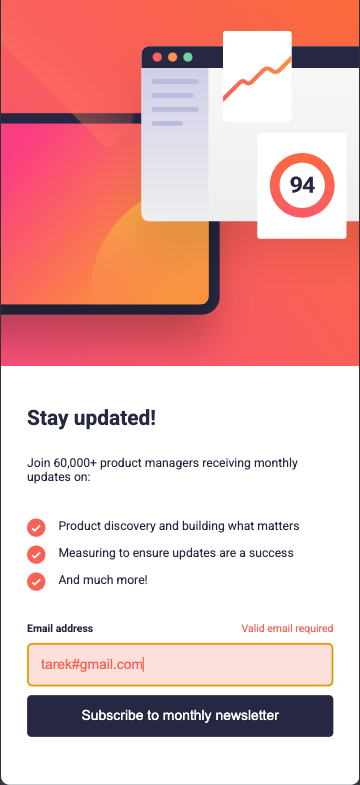 94
Stay updated!
Join 60,000+ product managers receiving monthly
updates on:
Product discovery and building what matters
Measuring to ensure updates are a success
And much more!
Email address
Valid email required
tarek#gmail.com
Subscribe to monthly newsletter